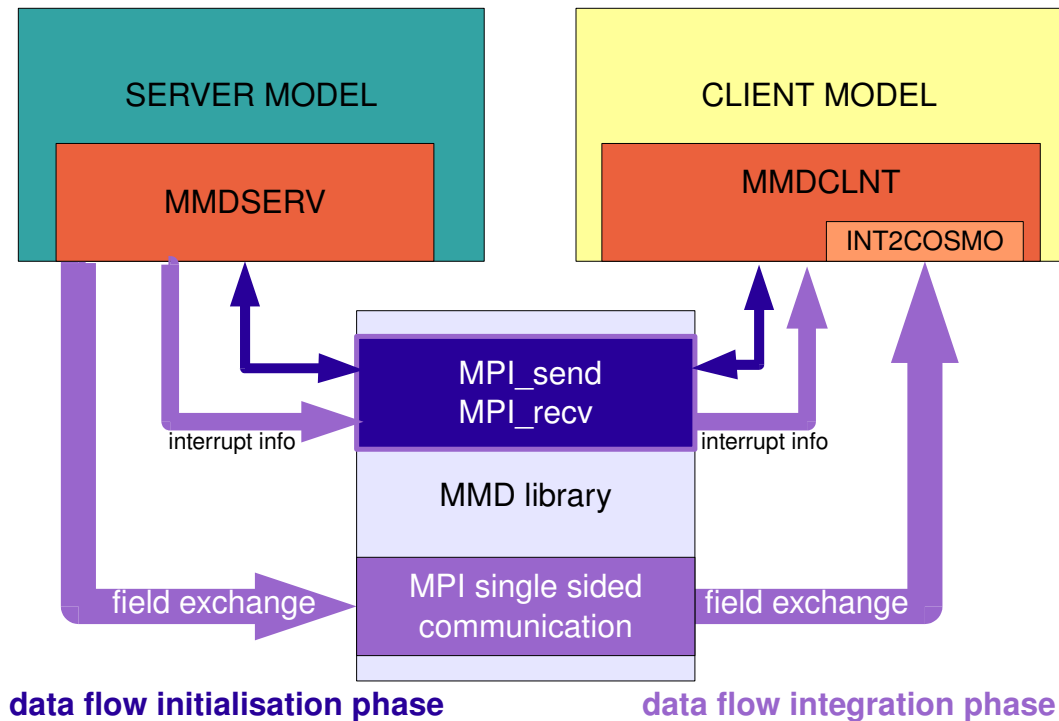 SERVER MODEL
MMDSERV
CLIENT MODEL
MMDCLNT
INT2COSMO
MPI_send
MPI_recv
interrupt info
interrupt info
MMD library
field exchange
MPI single sided
communication
field exchange
data flow initialisation phase
data flow integration phase